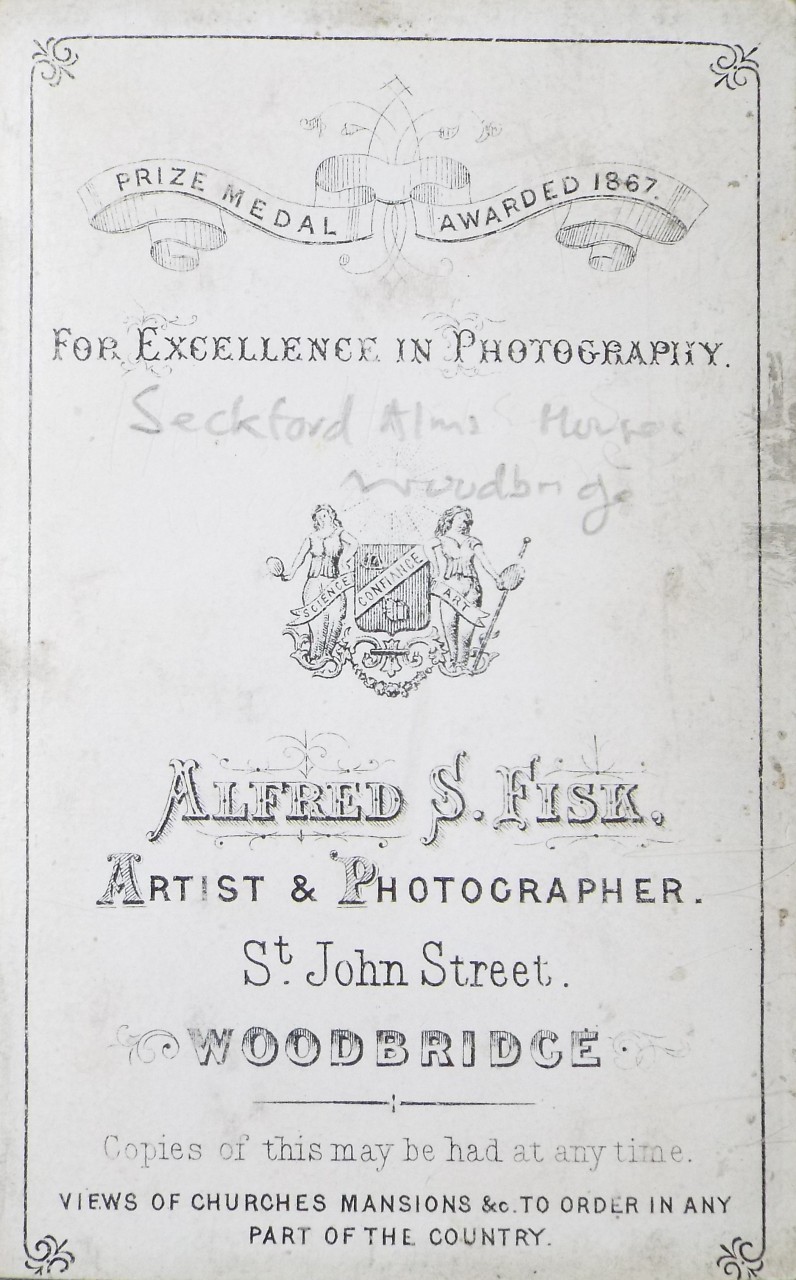 PRIZE MEDAL AWARDED 1867.
FOR EXCELLENCE IN PHOTOGRAPHY.
Seckford Alms Houses
Woodbridge
SCIENCE CONFIANCE ART
ALFRED S. FISK.
ARTIST & PHOTOGRAPHER.
St. John Street.
WOODBRIDGE.
Copies of this may be had at any time.
VIEWS OF CHURCHES MANSIONS &c. TO ORDER IN ANY
PART OF THE COUNTRY.